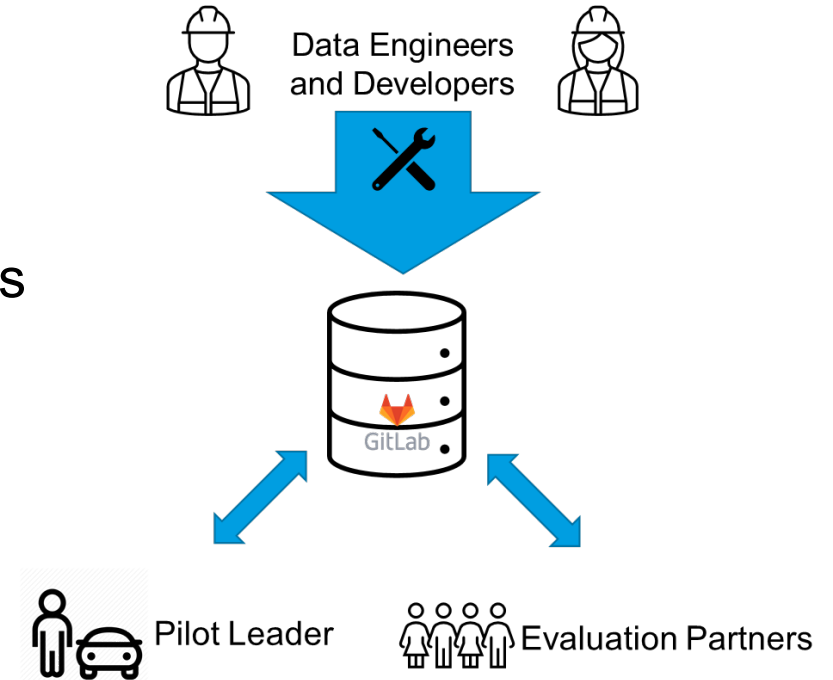 Data Engineers
and Developers
s
GitLab
Pilot Leader
Evaluation Partners